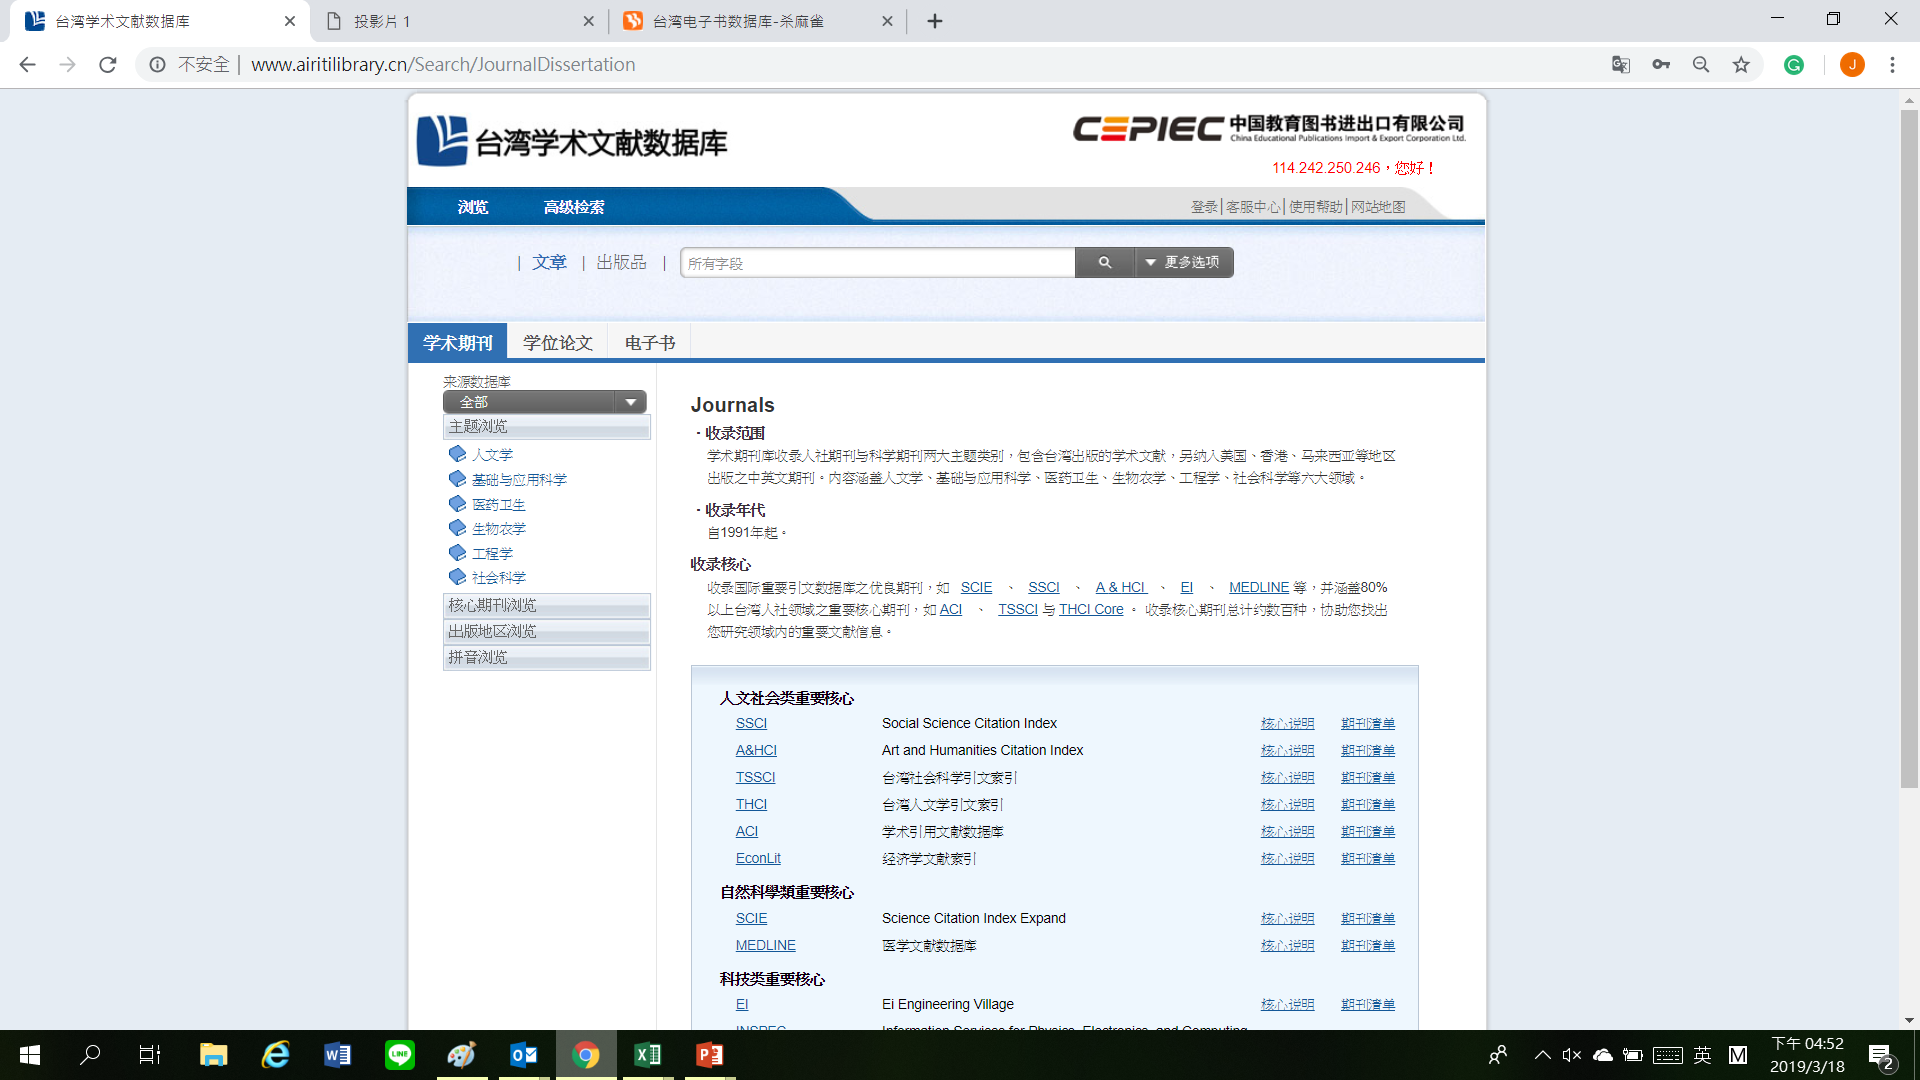 台湾学术文献数据库
投影片 1
台湾电子书数据库-杀麻雀
不安全 | www.airitilibrary.cn/Search/JournalDissertation
台湾学术文献数据库
CEPIEC 中国教育图书进出口有限公司
China Educational Publications Import & Export Corporation Ltd.
114.242.250.246，您好！
浏览 高级检索
登录|客服中心|使用帮助|网站地图
| 文章 | 出版品 | 所有字段 更多选项
学术期刊 学位论文 电子书
来源数据库
全部
主题浏览
人文学
基础与应用科学
医药卫生
生物农学
工程学
社会科学
核心期刊浏览
出版地区浏览
拼音浏览
Journals
·收录范围
学术期刊库收录人社期刊与科学期刊两大主题类别，包含台湾出版的学术文献，另纳入美国、香港、马来西亚等地区
出版之中英文期刊。内容涵盖人文学、基础与应用科学、医药卫生、生物农学、工程学、社会科学等六大领域。
·收录年代
自1991年起。
收录核心
收录国际重要引文数据库之优良期刊，如 SCIE 、 SSCI 、 A & HCI 、 EI 、 MEDLINE 等，并涵盖80%
以上台湾人社领域之重要核心期刊，如 ACI 、 TSSCI 与 THCI Core 。 收录核心期刊总计约数百种，协助您找出
您研究领域内的重要文献信息。
人文社会类重要核心
SSCI Social Science Citation Index 核心说明 期刊清单
A&HCI Art and Humanities Citation Index 核心说明 期刊清单
TSSCI 台湾社会科学引文索引 核心说明 期刊清单
THCI 台湾人文学引文索引 核心说明 期刊清单
ACI 学术引用文献数据库 核心说明 期刊清单
EconLit 经济学文献索引 核心说明 期刊清单
自然科學類重要核心
SCIE Science Citation Index Expand 核心说明 期刊清单
MEDLINE 医学文献数据库 核心说明 期刊清单
科技类重要核心
EI Ei Engineering Village 核心说明 期刊清单
INSPEC Information Services for Physics, Electronics, and Computing
英 M 下午 04:52
2019/3/18
2